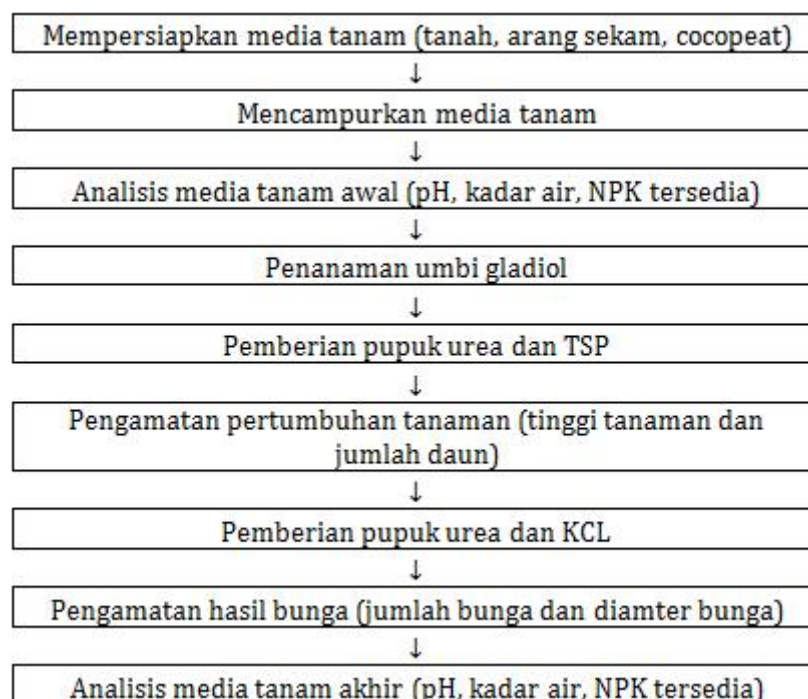 Mempersiapkan media tanam (tanah, arang sekam, cocopeat)
↓
Mencampurkan media tanam
↓
Analisis media tanam awal (pH, kadar air, NPK tersedia)
↓
Penanaman umbi gladiol
↓
Pemberian pupuk urea dan TSP
↓
Pengamatan pertumbuhan tanaman (tinggi tanaman dan
jumlah daun)
↓
Pemberian pupuk urea dan KCL
↓
Pengamatan hasil bunga (jumlah bunga dan diamter bunga)
↓
Analisis media tanam akhir (pH, kadar air, NPK tersedia)